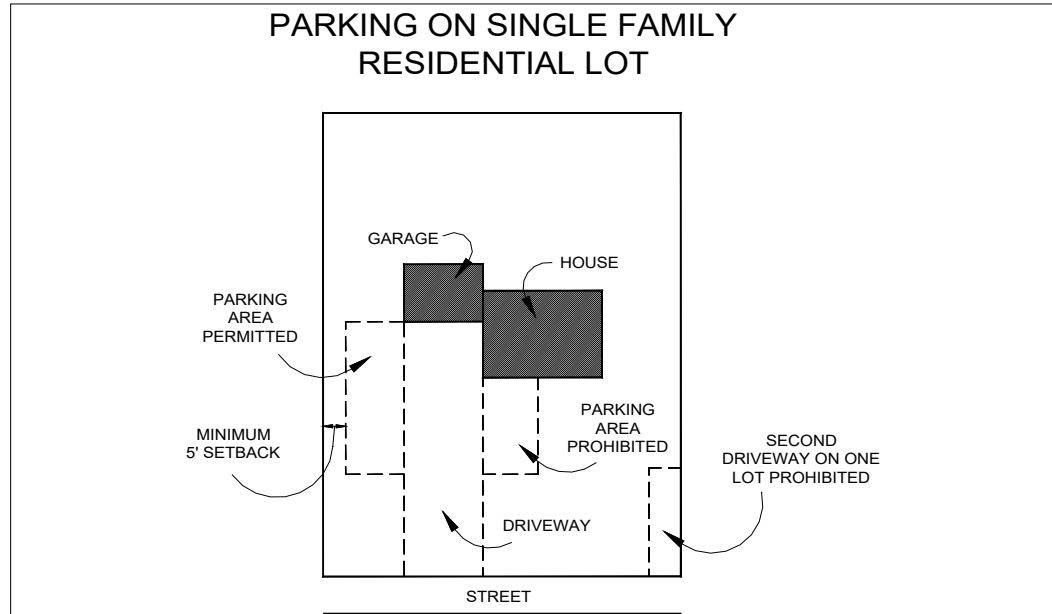 PARKING ON SINGLE FAMILY
RESIDENTIAL LOT
GARAGE
HOUSE
PARKING
AREA
PERMITTED
MINIMUM
5' SETBACK
PARKING
AREA
PROHIBITED
SECOND
DRIVEWAY ON ONE
LOT PROHIBITED
DRIVEWAY
STREET